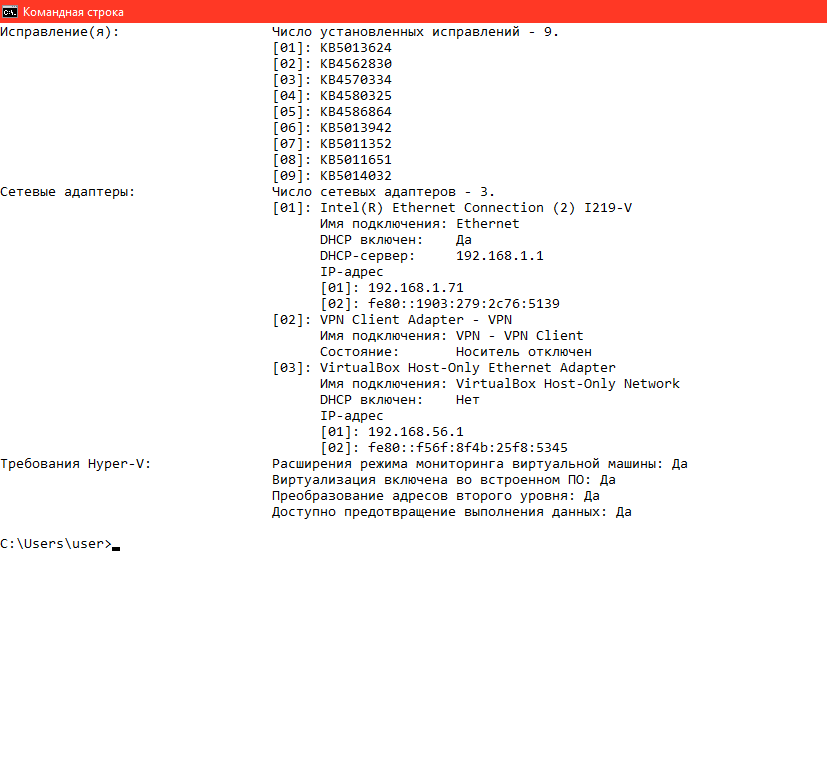 Командная строка
Исправление(я): Число установленных исправлений - 9.
[01]: KB5013624
[02]: KB4562830
[03]: KB4570334
[04]: KB4580325
[05]: KB4586864
[06]: KB5013942
[07]: KB5011352
[08]: KB5011651
[09]: KB5014032
Сетевые адаптеры: Число сетевых адаптеров - 3.
[01]: Intel(R) Ethernet Connection (2) I219-V
Имя подключения: Ethernet
DHCP включен: Да
DHCP-сервер: 192.168.1.1
IP-адрес
[01]: 192.168.1.71
[02]: fe80::1903:279:2c76:5139
[02]: VPN Client Adapter - VPN
Имя подключения: VPN - VPN Client
Состояние: Носитель отключен
[03]: VirtualBox Host-Only Ethernet Adapter
Имя подключения: VirtualBox Host-Only Network
DHCP включен: Нет
IP-адрес
[01]: 192.168.56.1
[02]: fe80::f56f:8f4b:25f8:5345
Требования Hyper-V: Расширения режима мониторинга виртуальной машины: Да
Виртуализация включена во встроенном ПО: Да
Преобразование адресов второго уровня: Да
Доступно предотвращение выполнения данных: Да
C:\Users\user>